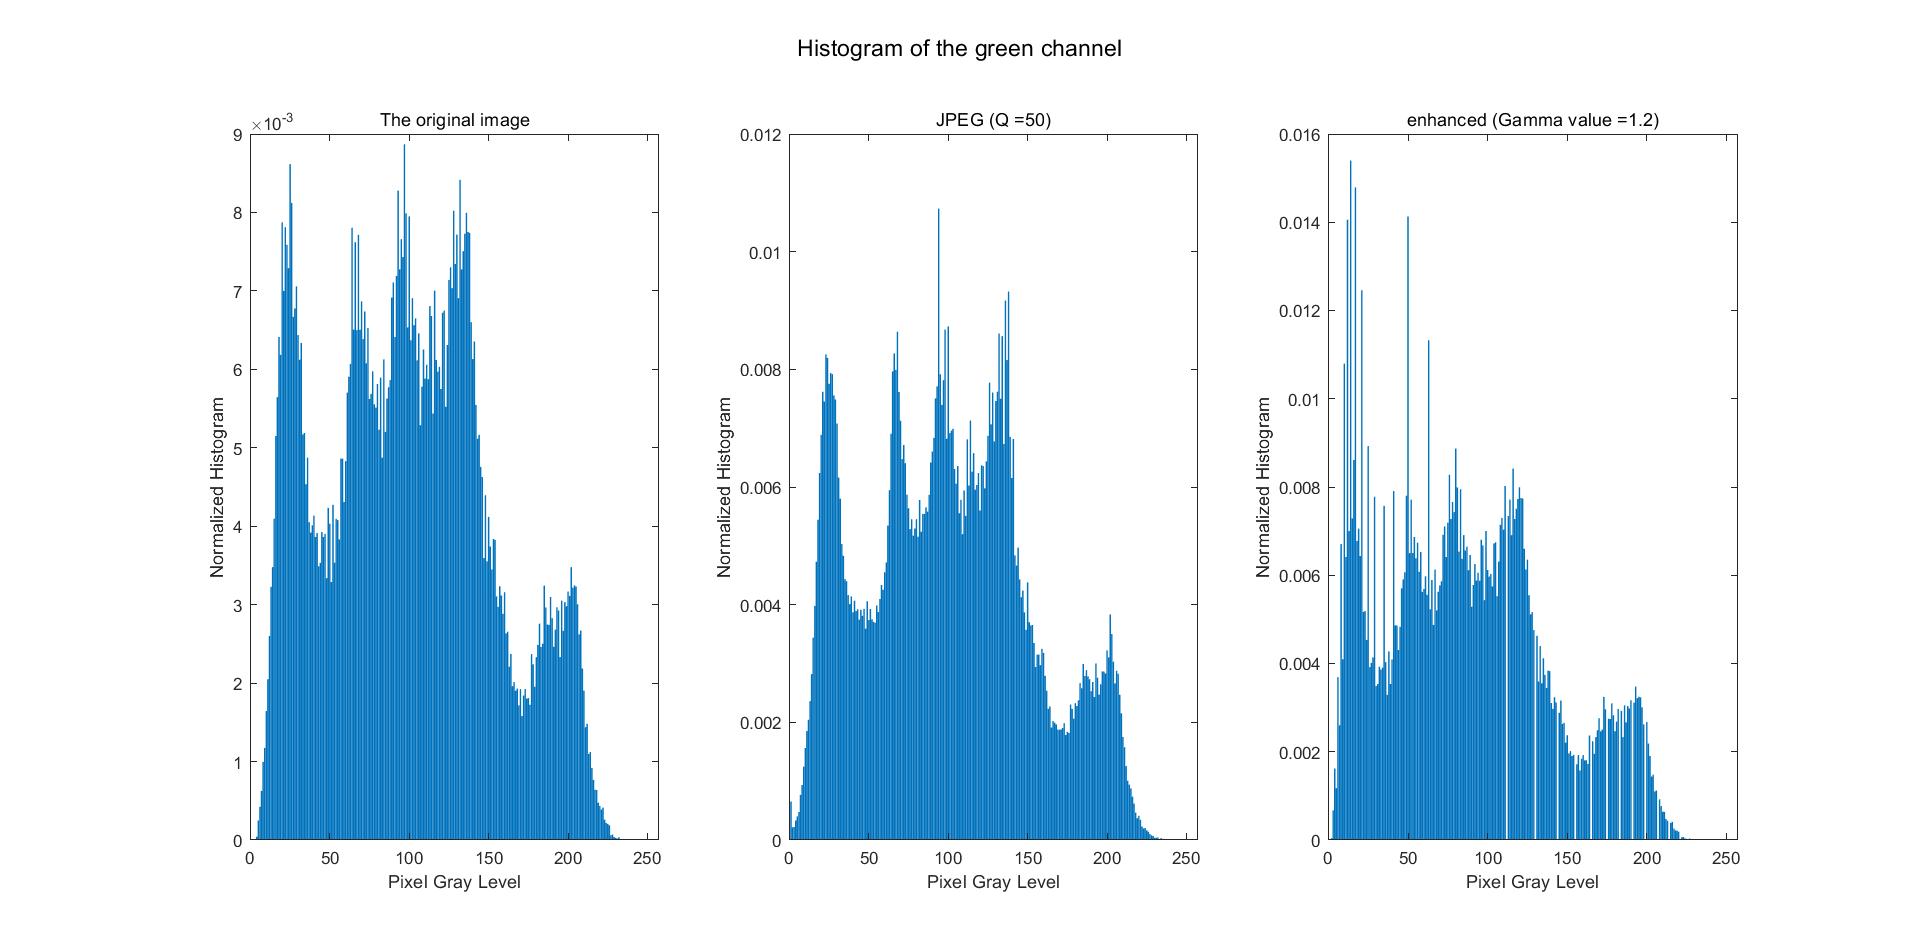 Histogram of the green channel
The original image
×10-3
9
8
7
6
5
4
3
2
1
0
Normalized Histogram
0 50 100 150 200 250
Pixel Gray Level
JPEG (Q =50)
0.012
0.01
0.008
0.006
0.004
0.002
0
Normalized Histogram
0 50 100 150 200 250
Pixel Gray Level
enhanced (Gamma value =1.2)
0.016
0.014
0.012
0.01
0.008
0.006
0.004
0.002
0
Normalized Histogram
0 50 100 150 200 250
Pixel Gray Level